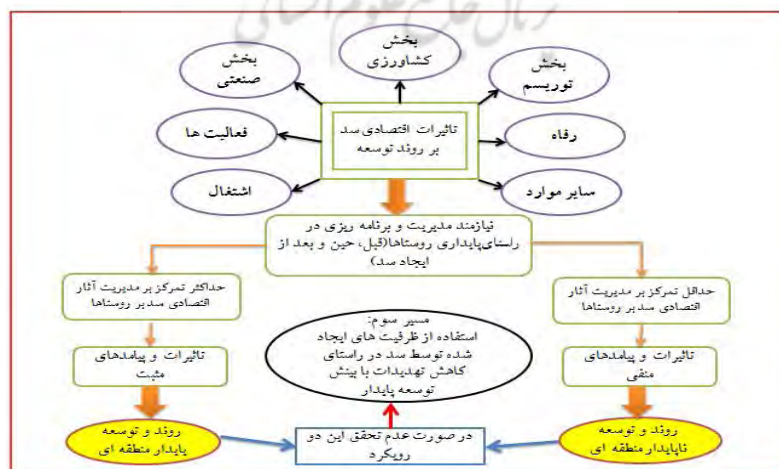 پرتال جامع علوم انسانی
بخش
کشاورزی
بخش
توریسم
بخش
صنعتی
تاثیرات اقتصادی سد
بر روند توسعه
رفاه
فعالیت ها
سایر موارد
اشتغال
نیازمند مدیریت و برنامه ریزی در
راستای‌پایداری روستاها(قبل، حین و بعد از
ایجاد سد)
حداقل تمرکز بر مدیریت آثار
اقتصادی سد بر روستاها
حداکثر تمرکز بر مدیریت آثار
اقتصادی سد بر روستاها
مسیر سوم:
استفاده از ظرفیت های ایجاد
شده توسط سد در راستای
کاهش تهدیدات با بینش
توسعه پایدار
تاثیرات و پیامدهای
منفی
تاثیرات و پیامدهای
مثبت
روند و توسعه
ناپایدار منطقه ای
در صورت عدم تحقق این دو
رویکرد
روند و توسعه
پایدار منطقه ای